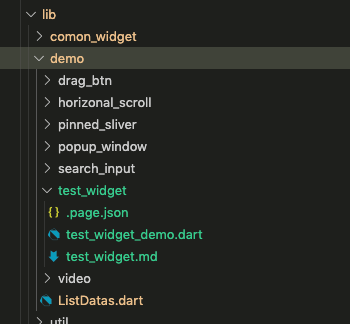 lib
comon_widget
demo
drag_btn
horizonal_scroll
pinned_sliver
popup_window
search_input
test_widget
{} .page.json
test_widget_demo.dart
test_widget.md
video
ListDatas.dart
util